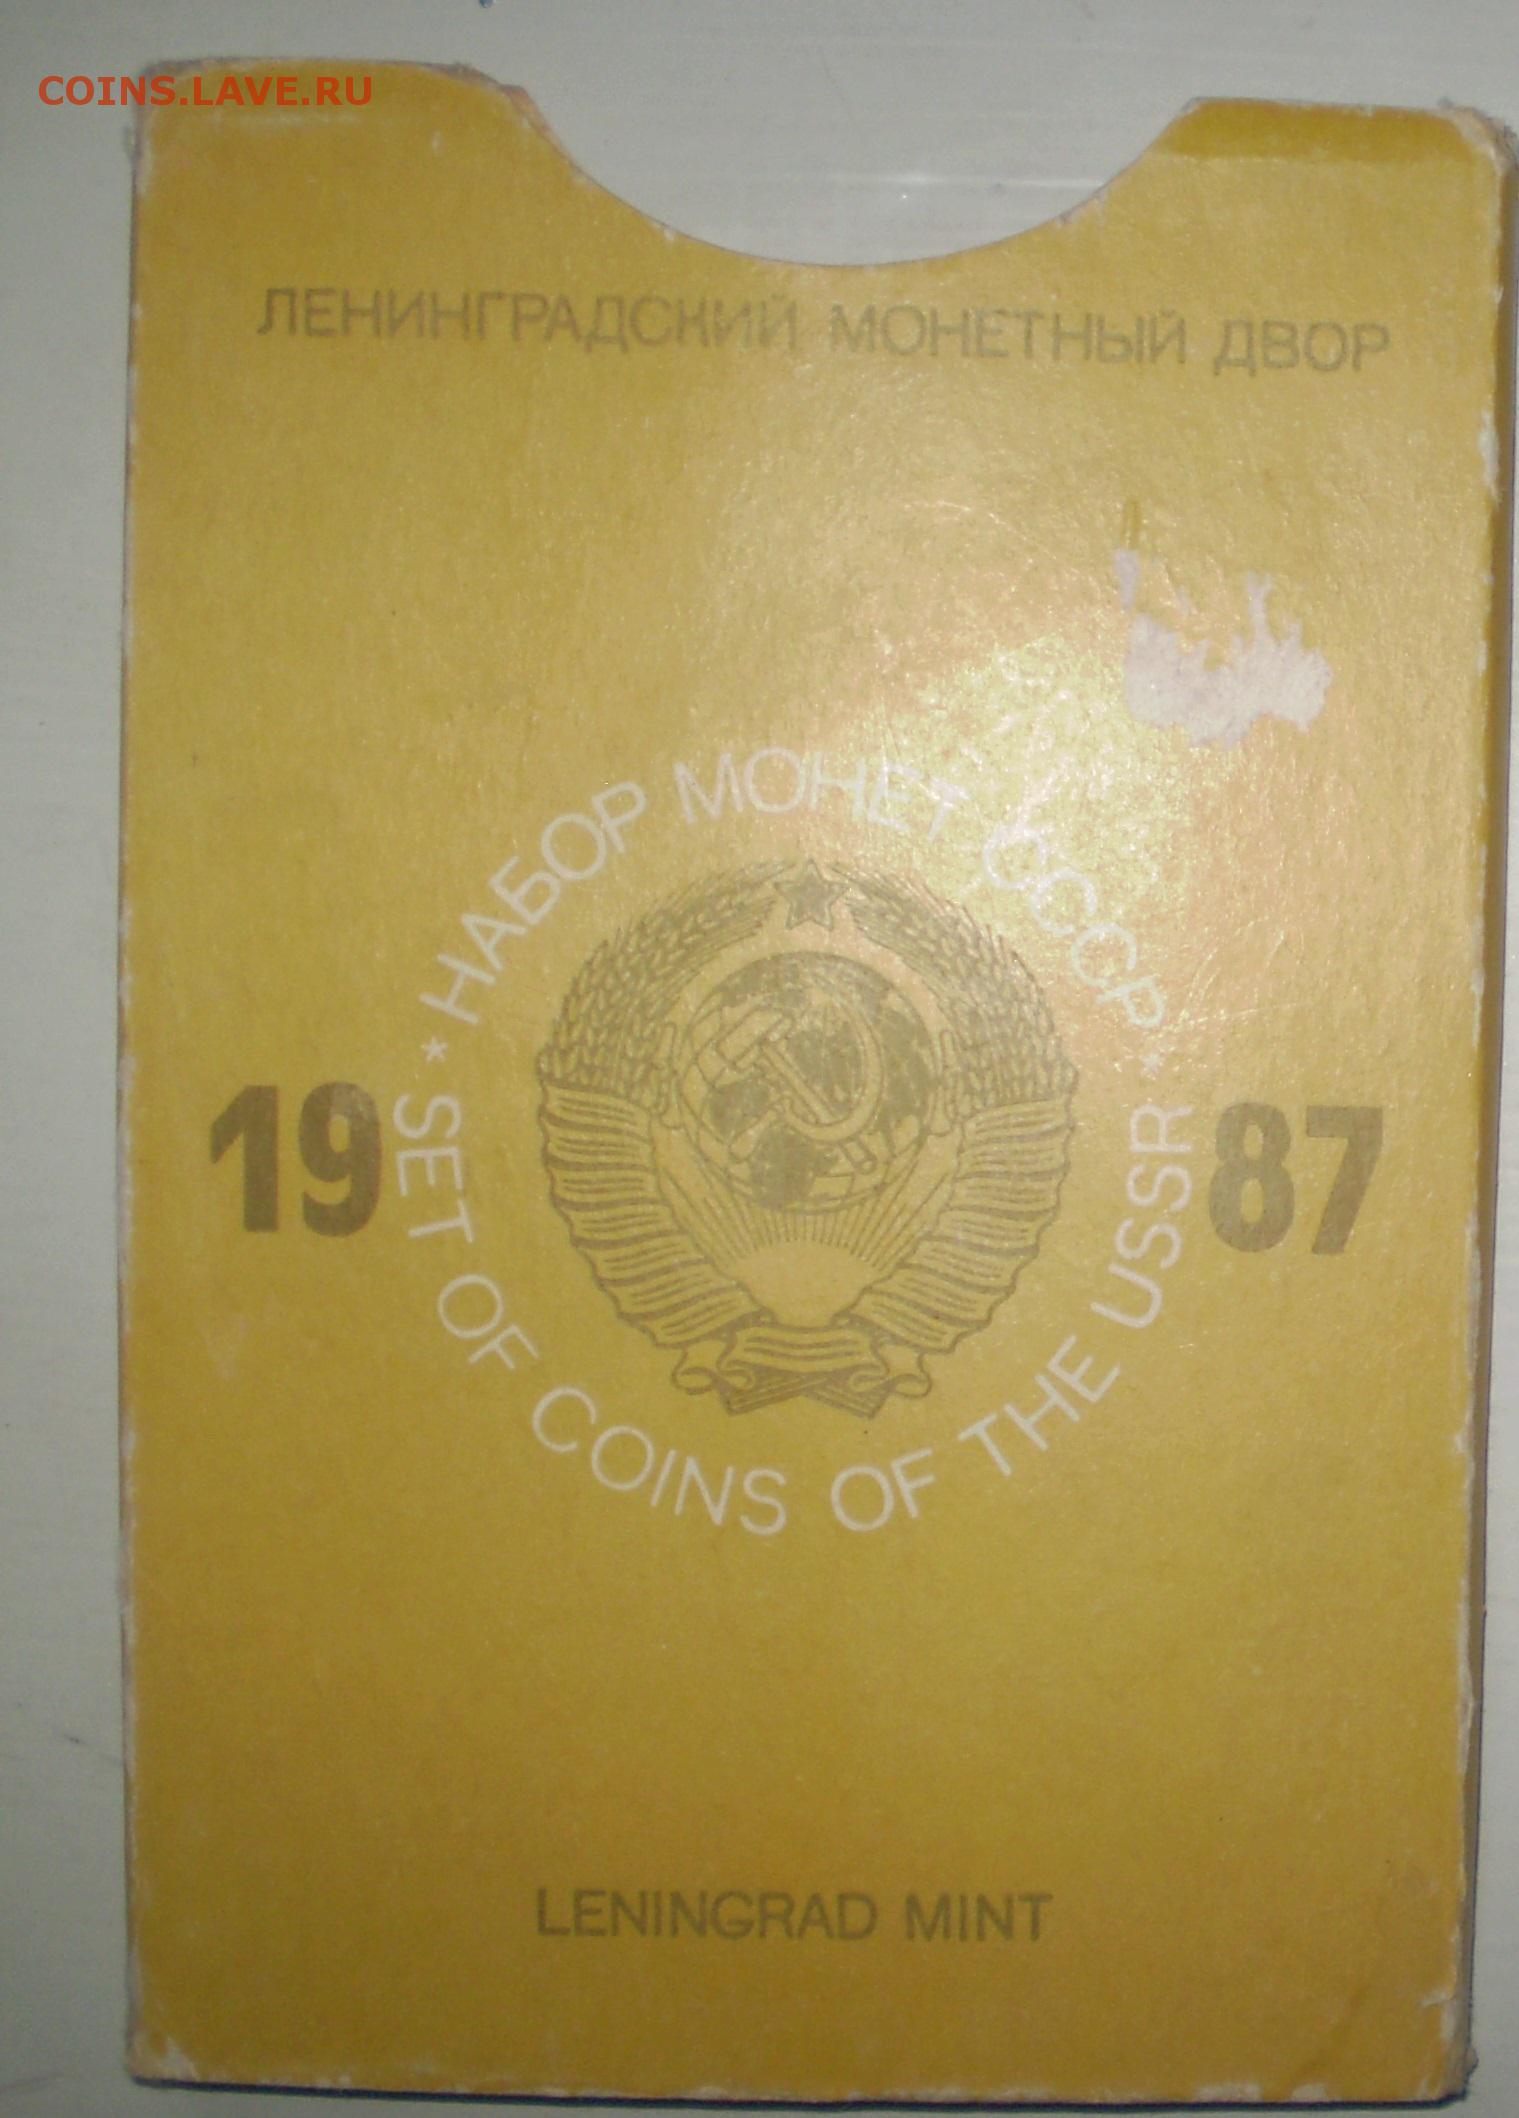 COINS.LAVE.RU
ЛЕНИНГРАДСКИЙ МОНЕТНЫЙ ДВОР
* НАБОР МОНЕТ СССР *
19 87
SET OF COINS OF THE USSR
LENINGRAD MINT